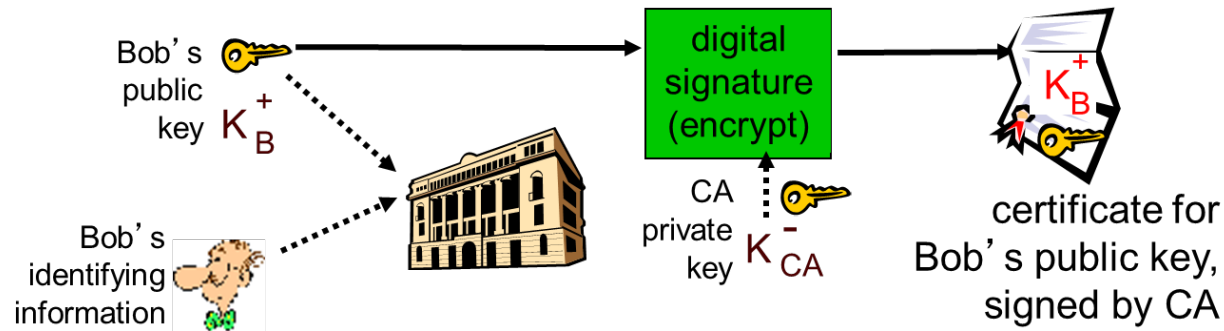 Bob's
public
key
K
+
B
digital
signature
(encrypt)
K
+
B
CA
private
key
K
-
CA
certificate for
Bob's public key,
signed by CA
Bob's
identifying
information